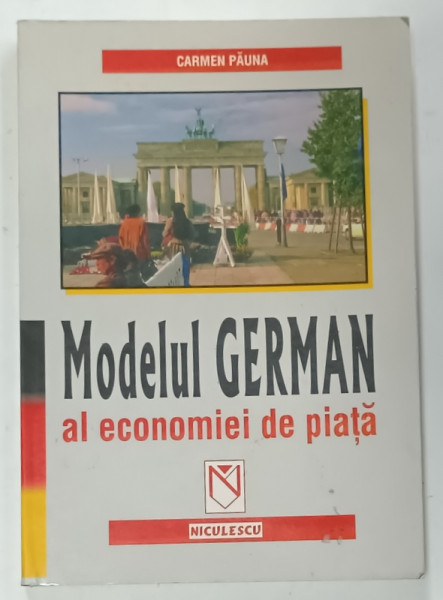 CARMEN PĂUNA
Modelul GERMAN
al economiei de piață
NICULESCU